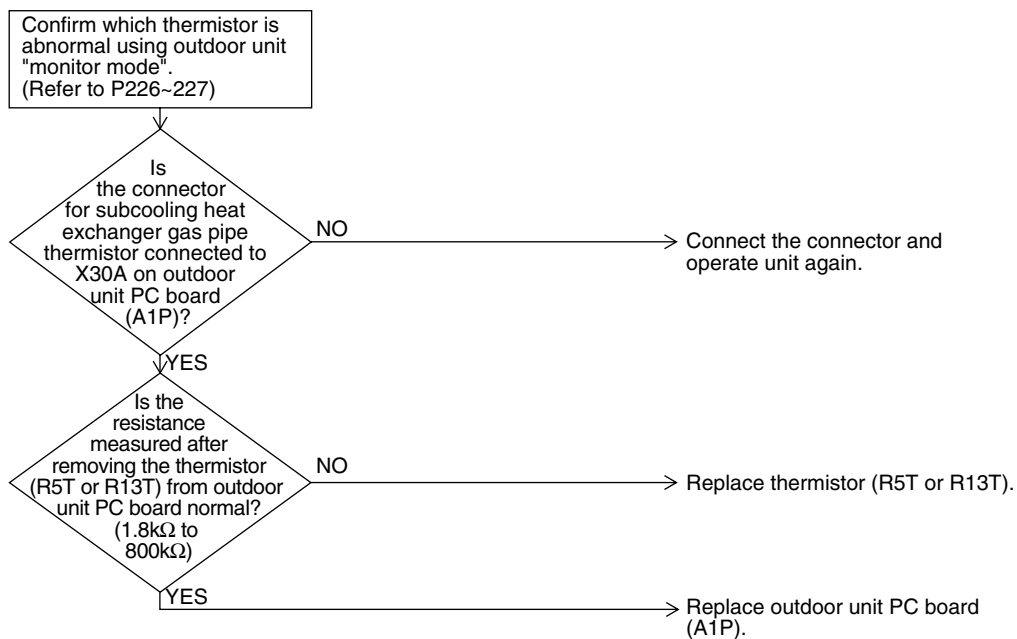 Confirm which thermistor is
abnormal using outdoor unit
"monitor mode".
(Refer to P226~227)
Is
the connector
for subcooling heat
exchanger gas pipe
thermistor connected to
X30A on outdoor
unit PC board
(A1P)?
NO
Connect the connector and
operate unit again.
YES
Is the
resistance
measured after
removing the thermistor
(R5T or R13T) from outdoor
unit PC board normal?
(1.8kΩ to
800kΩ)
NO
Replace thermistor (R5T or R13T).
YES
Replace outdoor unit PC board
(A1P).